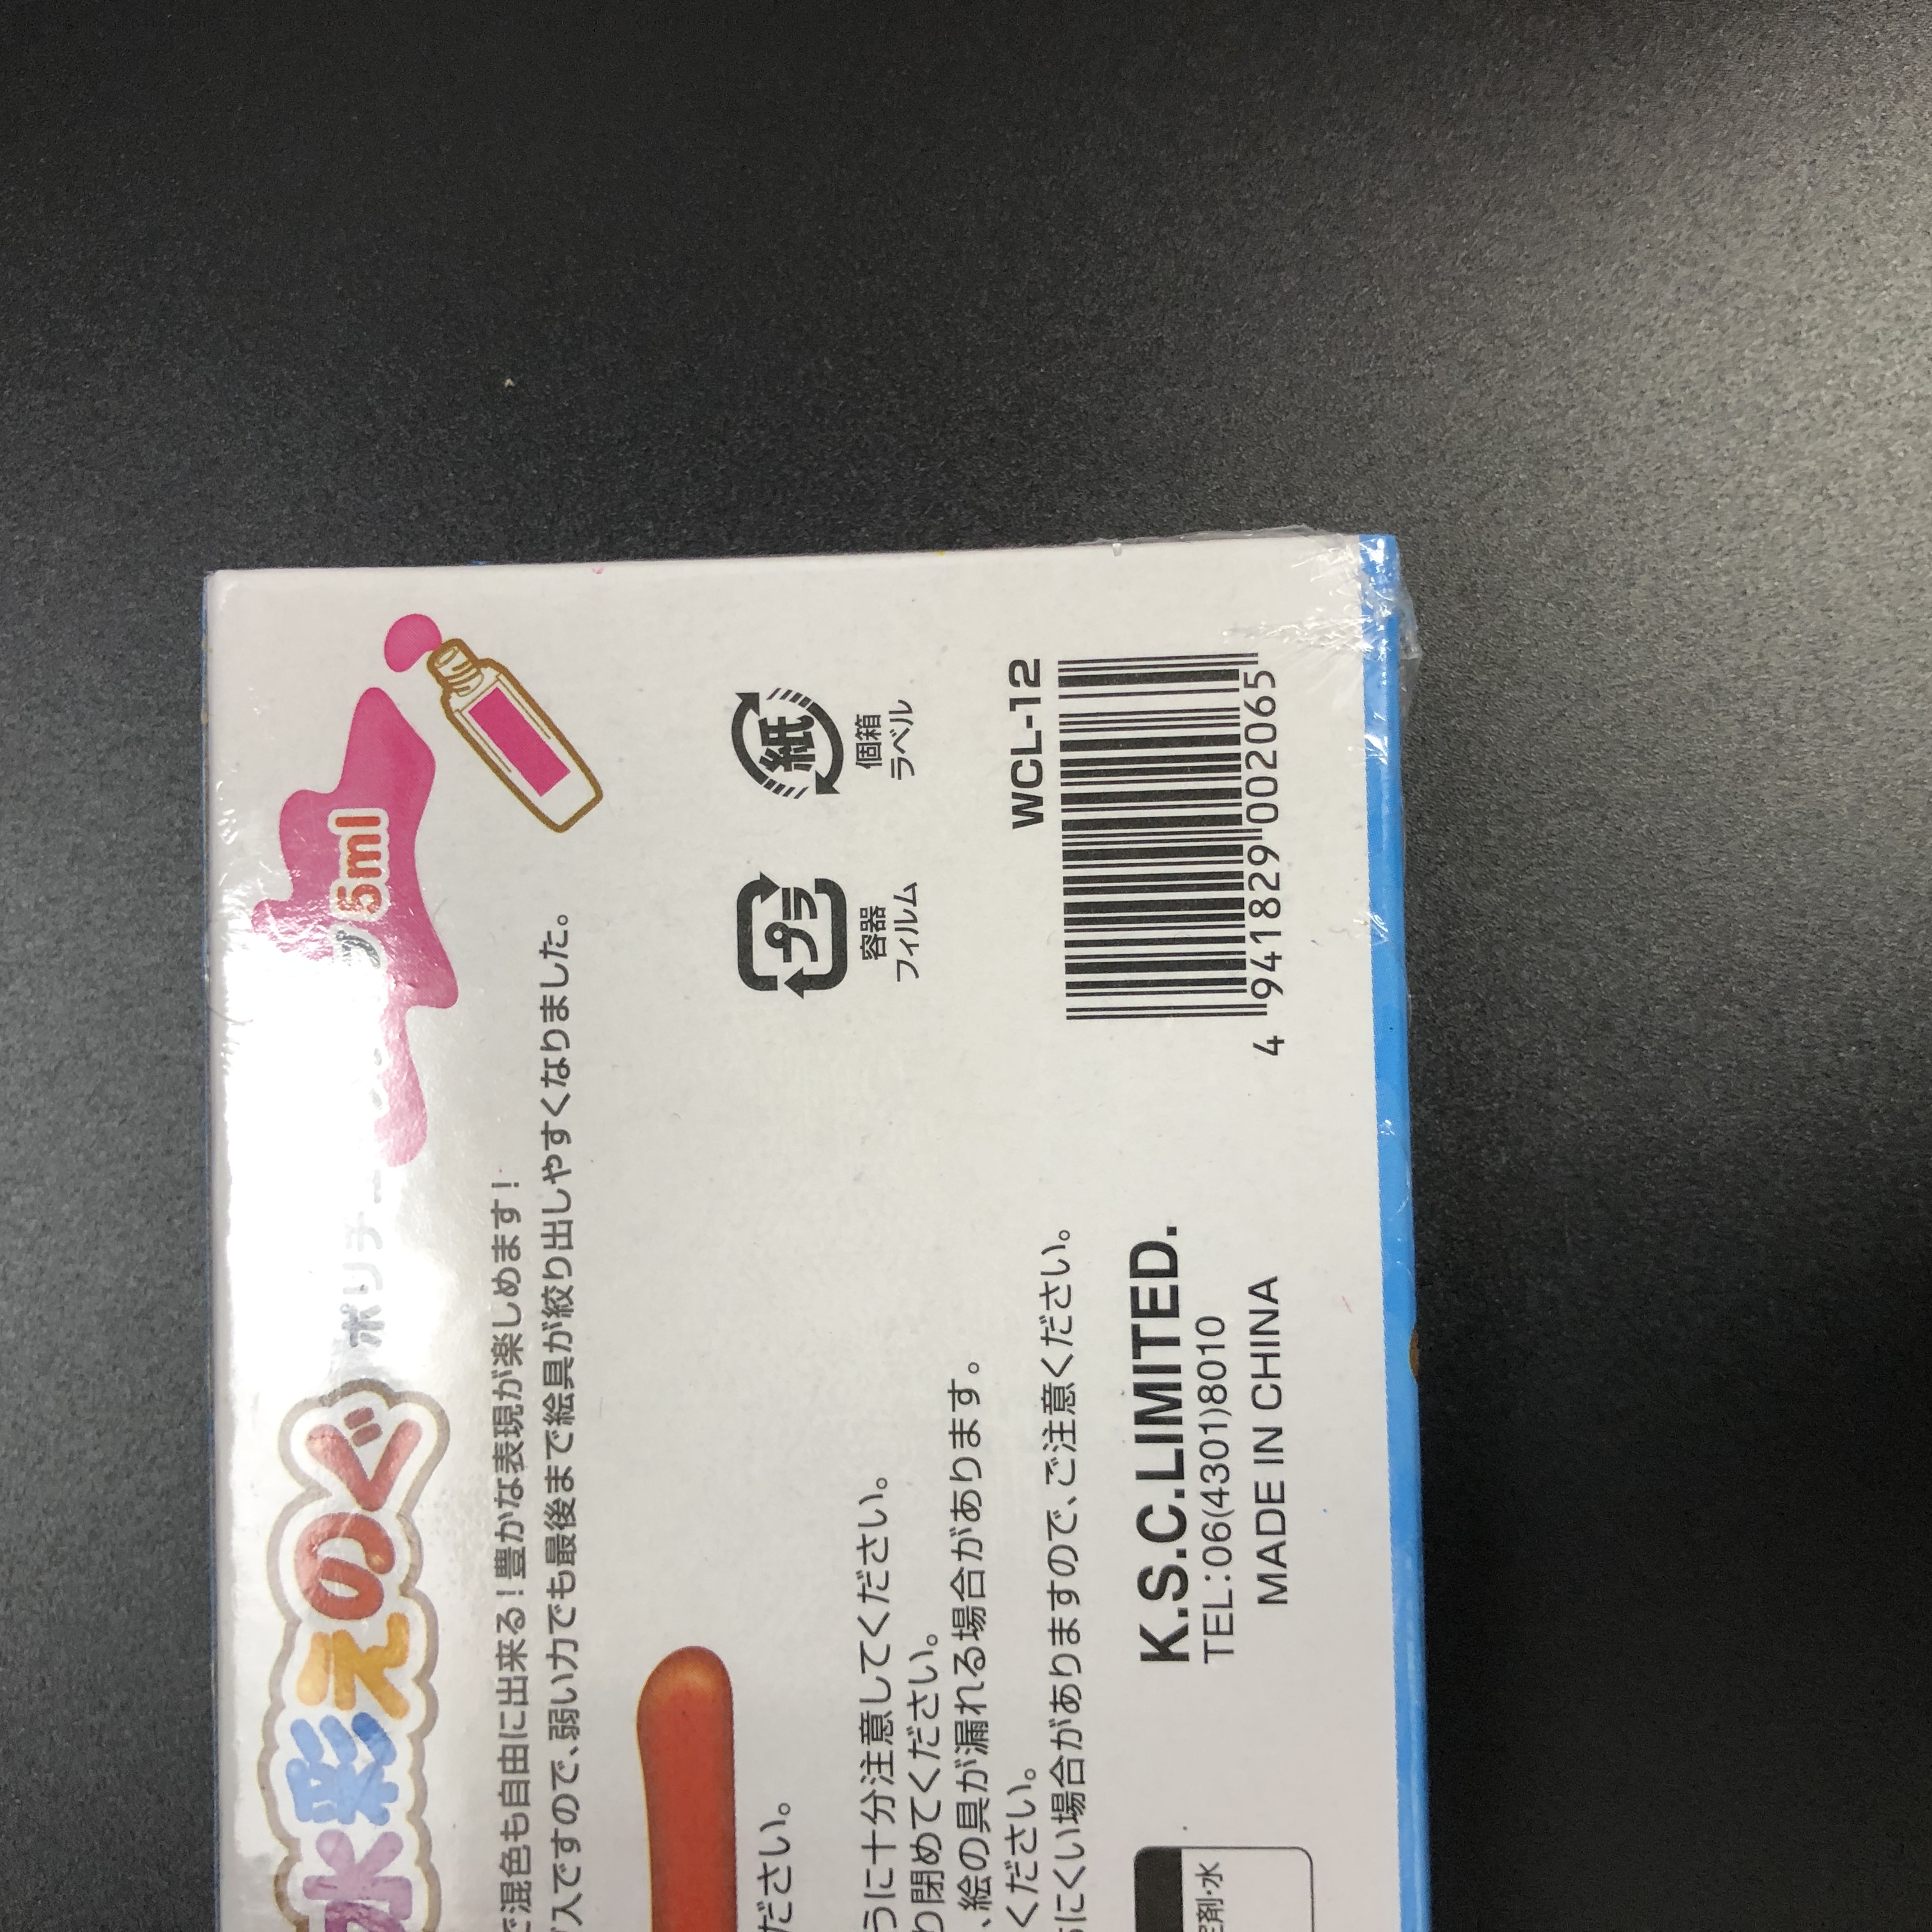 水彩えのぐ
ポリチューブ 5ml
で混色も自由に出来る！豊かな表現が楽しめます！
入ですので、弱い力でも最後まで絵具が絞り出しやすくなりました。
ださい。
うに十分注意してください。
り閉めてください。
、絵の具が漏れる場合があります。
ください。
にくい場合がありますので、ご注意ください。
プラ
容器
フィルム
紙
個箱
ラベル
WCL-12
4 941829 002065
K.S.C.LIMITED.
TEL:06(4301)8010
MADE IN CHINA
定剤・水